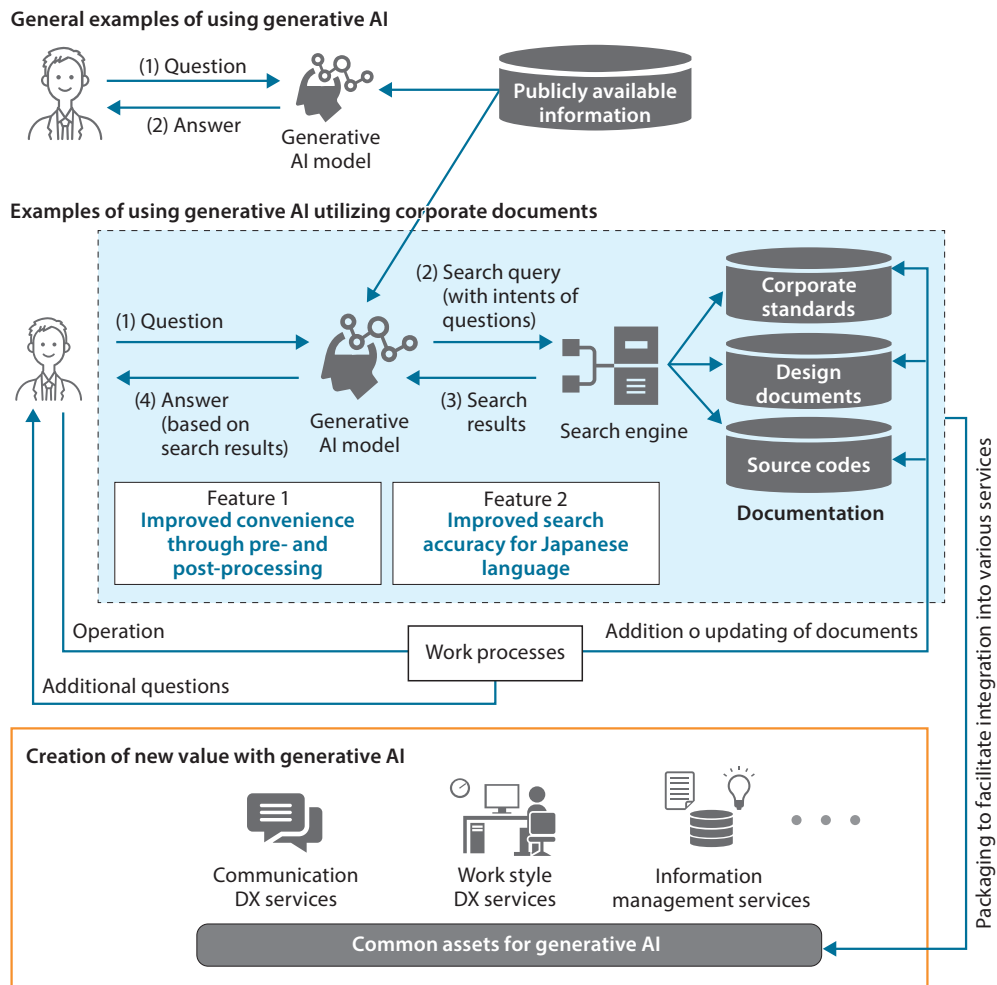 General examples of using generative AI
(1) Question
(2) Answer
Generative
AI model
Publicly available
information
Examples of using generative AI utilizing corporate documents
(1) Question
(4) Answer
(based on
search results)
Generative
AI model
(2) Search query
(with intents of
questions)
(3) Search
results
Search engine
Corporate
standards
Design
documents
Source codes
Documentation
Feature 1
Improved convenience
through pre- and
post-processing
Feature 2
Improved search
accuracy for Japanese
language
Operation
Work processes
Addition o updating of documents
Additional questions
Packaging to facilitate integration into various services
Creation of new value with generative AI
Communication
DX services
Work style
DX services
Information
management services
Common assets for generative AI